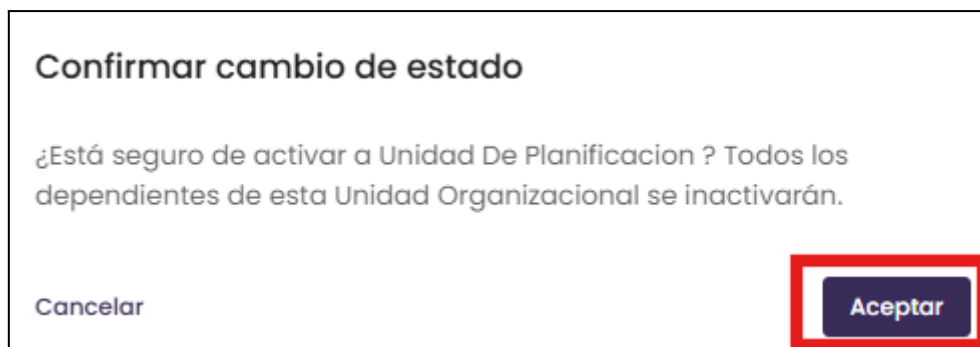 Confirmar cambio de estado
¿Está seguro de activar a Unidad De Planificacion ? Todos los
dependientes de esta Unidad Organizacional se inactivarán.
Cancelar
Aceptar